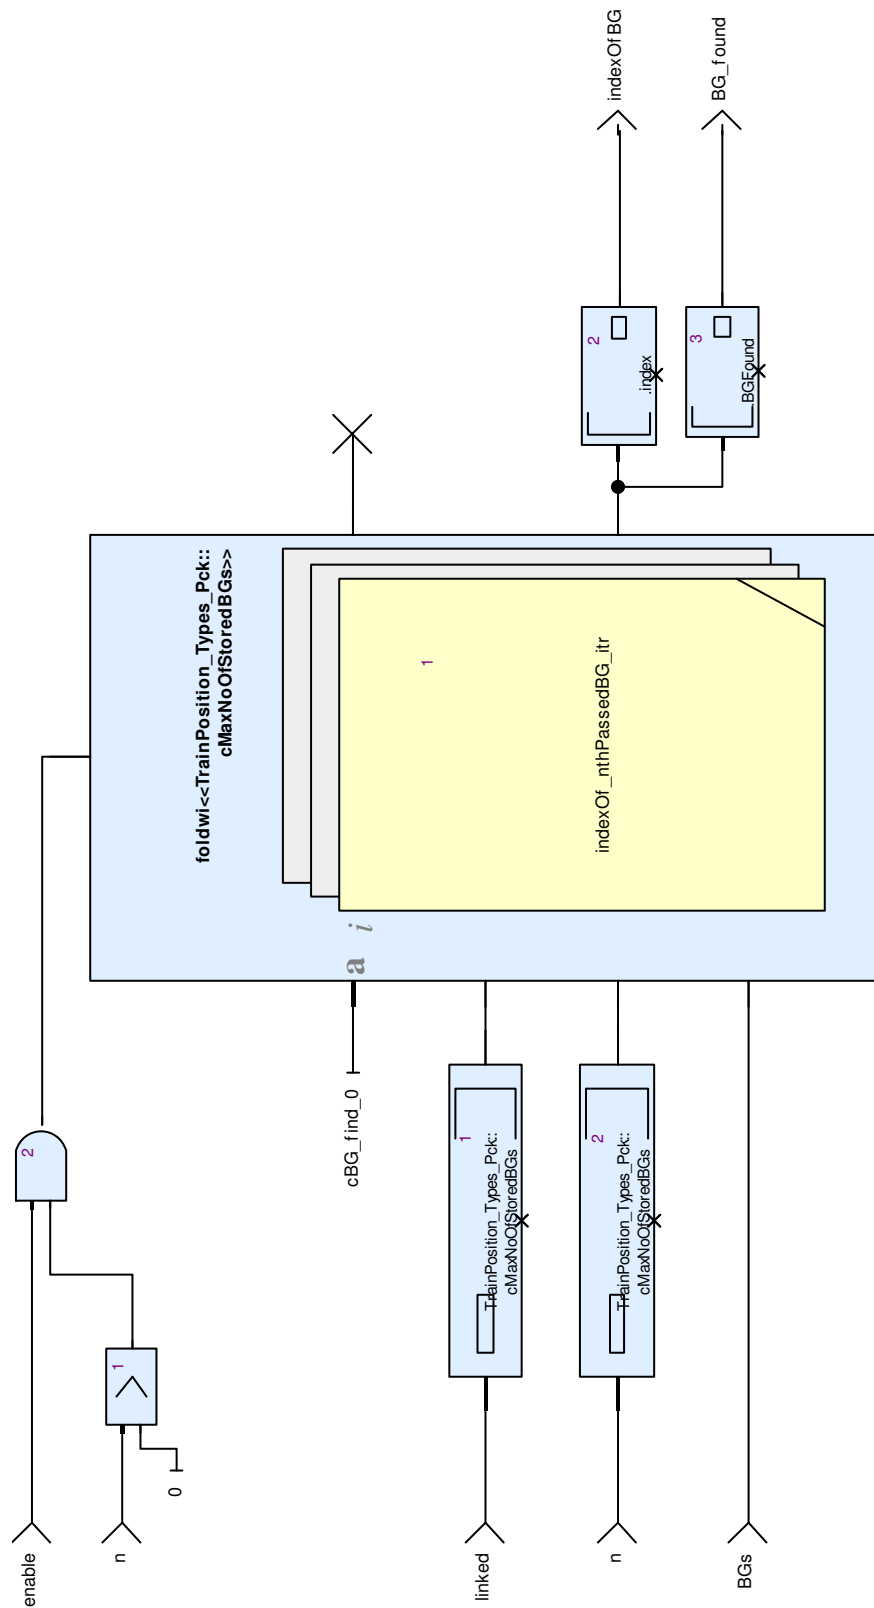 enable
n
1
0
2
foldwi<<TrainPosition_Types_Pck::
cMaxNoOfStoredBGs>>
cBG_find_0
a
i
1
indexOf_nthPassedBG_itr
linked
1
TrainPosition_Types_Pck::
cMaxNoOfStoredBGs
n
2
TrainPosition_Types_Pck::
cMaxNoOfStoredBGs
BGs
2
.index
indexOfBG
3
.BGFound
BG_found